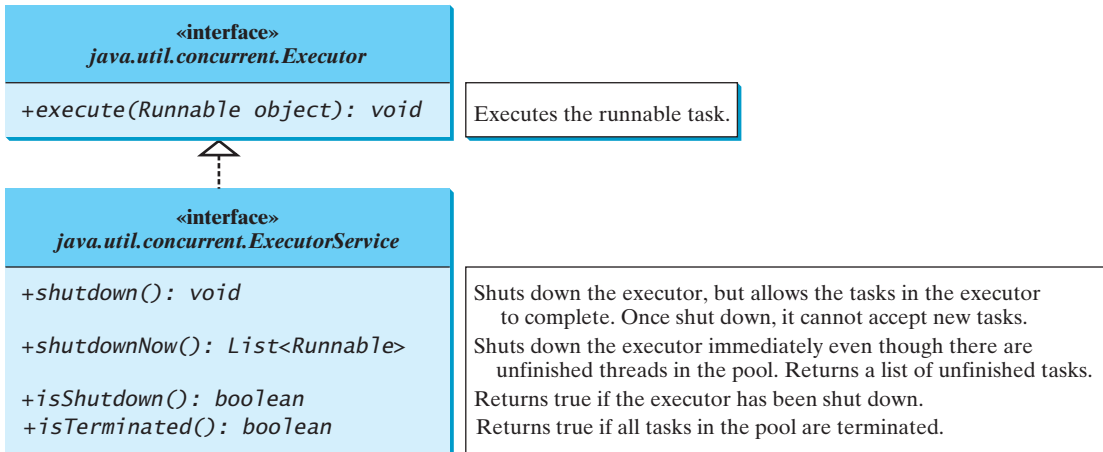 «interface»
java.util.concurrent.Executor
+execute(Runnable object): void
Executes the runnable task.
«interface»
java.util.concurrent.ExecutorService
+shutdown(): void
Shuts down the executor, but allows the tasks in the executor
to complete. Once shut down, it cannot accept new tasks.
+shutdownNow(): List<Runnable>
Shuts down the executor immediately even though there are
unfinished threads in the pool. Returns a list of unfinished tasks.
+isShutdown(): boolean
Returns true if the executor has been shut down.
+isTerminated(): boolean
Returns true if all tasks in the pool are terminated.